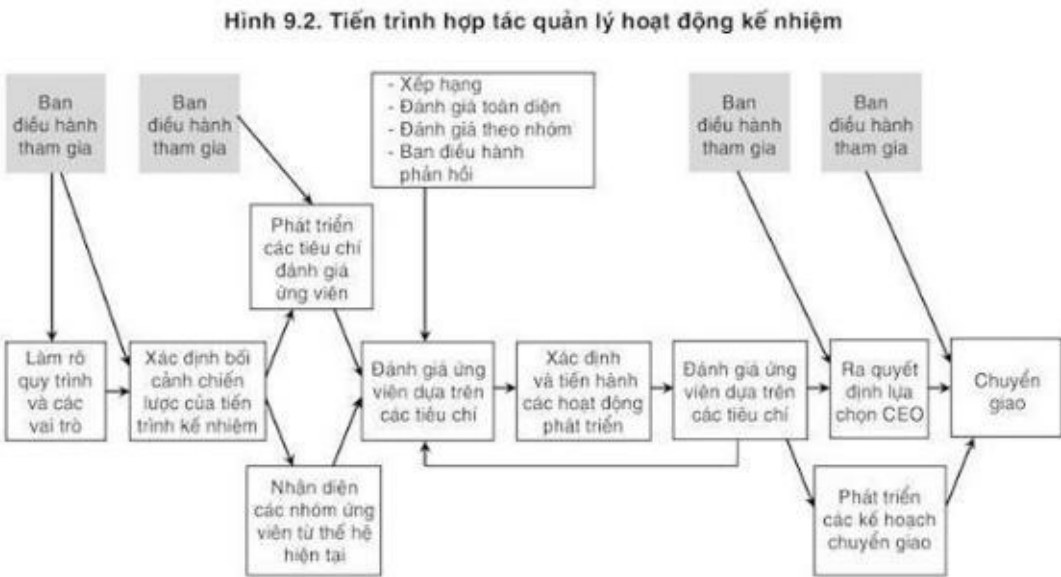 Hình 9.2. Tiến trình hợp tác quản lý hoạt động kế nhiệm
Ban
điều hành
tham gia
Ban
điều hành
tham gia
- Xếp hạng
- Đánh giá toàn diện
- Đánh giá theo nhóm
- Ban điều hành
phản hồi
Ban
điều hành
tham gia
Ban
điều hành
tham gia
Phát triển
các tiêu chí
đánh giá
ứng viên
Làm rõ
quy trình
và các
vai trò
Xác định bối
cảnh chiến
lược của tiến
trình kế nhiệm
Đánh giá ứng
viên dựa trên
các tiêu chí
Xác định
và tiến hành
các hoạt động
phát triển
Đánh giá ứng
viên dựa trên
các tiêu chí
Ra quyết
định lựa
chọn CEO
Chuyển
giao
Nhận diện
các nhóm ứng
viên từ thế hệ
hiện tại
Phát triển
các kế hoạch
chuyển giao